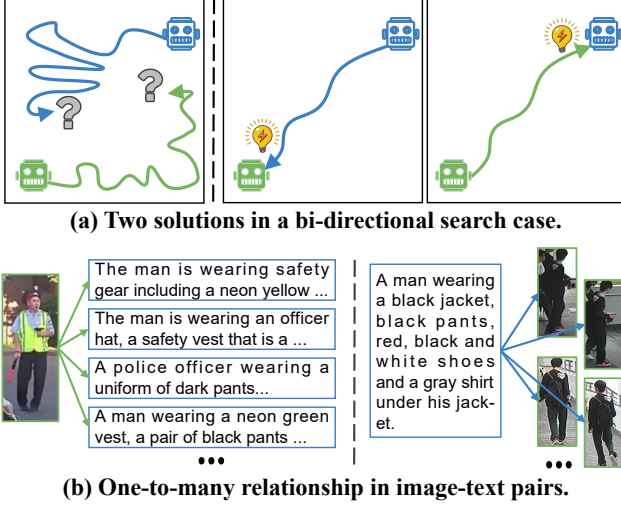 ? ?
(a) Two solutions in a bi-directional search case.
The man is wearing safety
gear including a neon yellow ...
The man is wearing an officer
hat, a safety vest that is a ...
A police officer wearing a
uniform of dark pants...
A man wearing a neon green
vest, a pair of black pants ...
...
A man wearing
a black jacket,
black pants,
red, black and
white shoes
and a gray shirt
under his jack-
et.
...
(b) One-to-many relationship in image-text pairs.